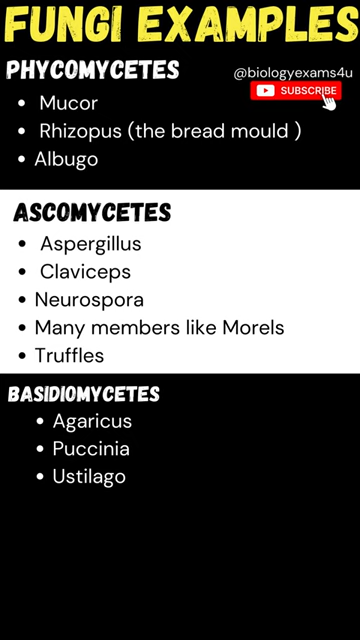 FUNGI EXAMPLES
PHYCOMYCETES
@biologyexams4u
SUBSCRIBE
• Mucor
• Rhizopus (the bread mould )
• Albugo
ASCOMYCETES
• Aspergillus
• Claviceps
• Neurospora
• Many members like Morels
• Truffles
BASIDIOMYCETES
• Agaricus
• Puccinia
• Ustilago